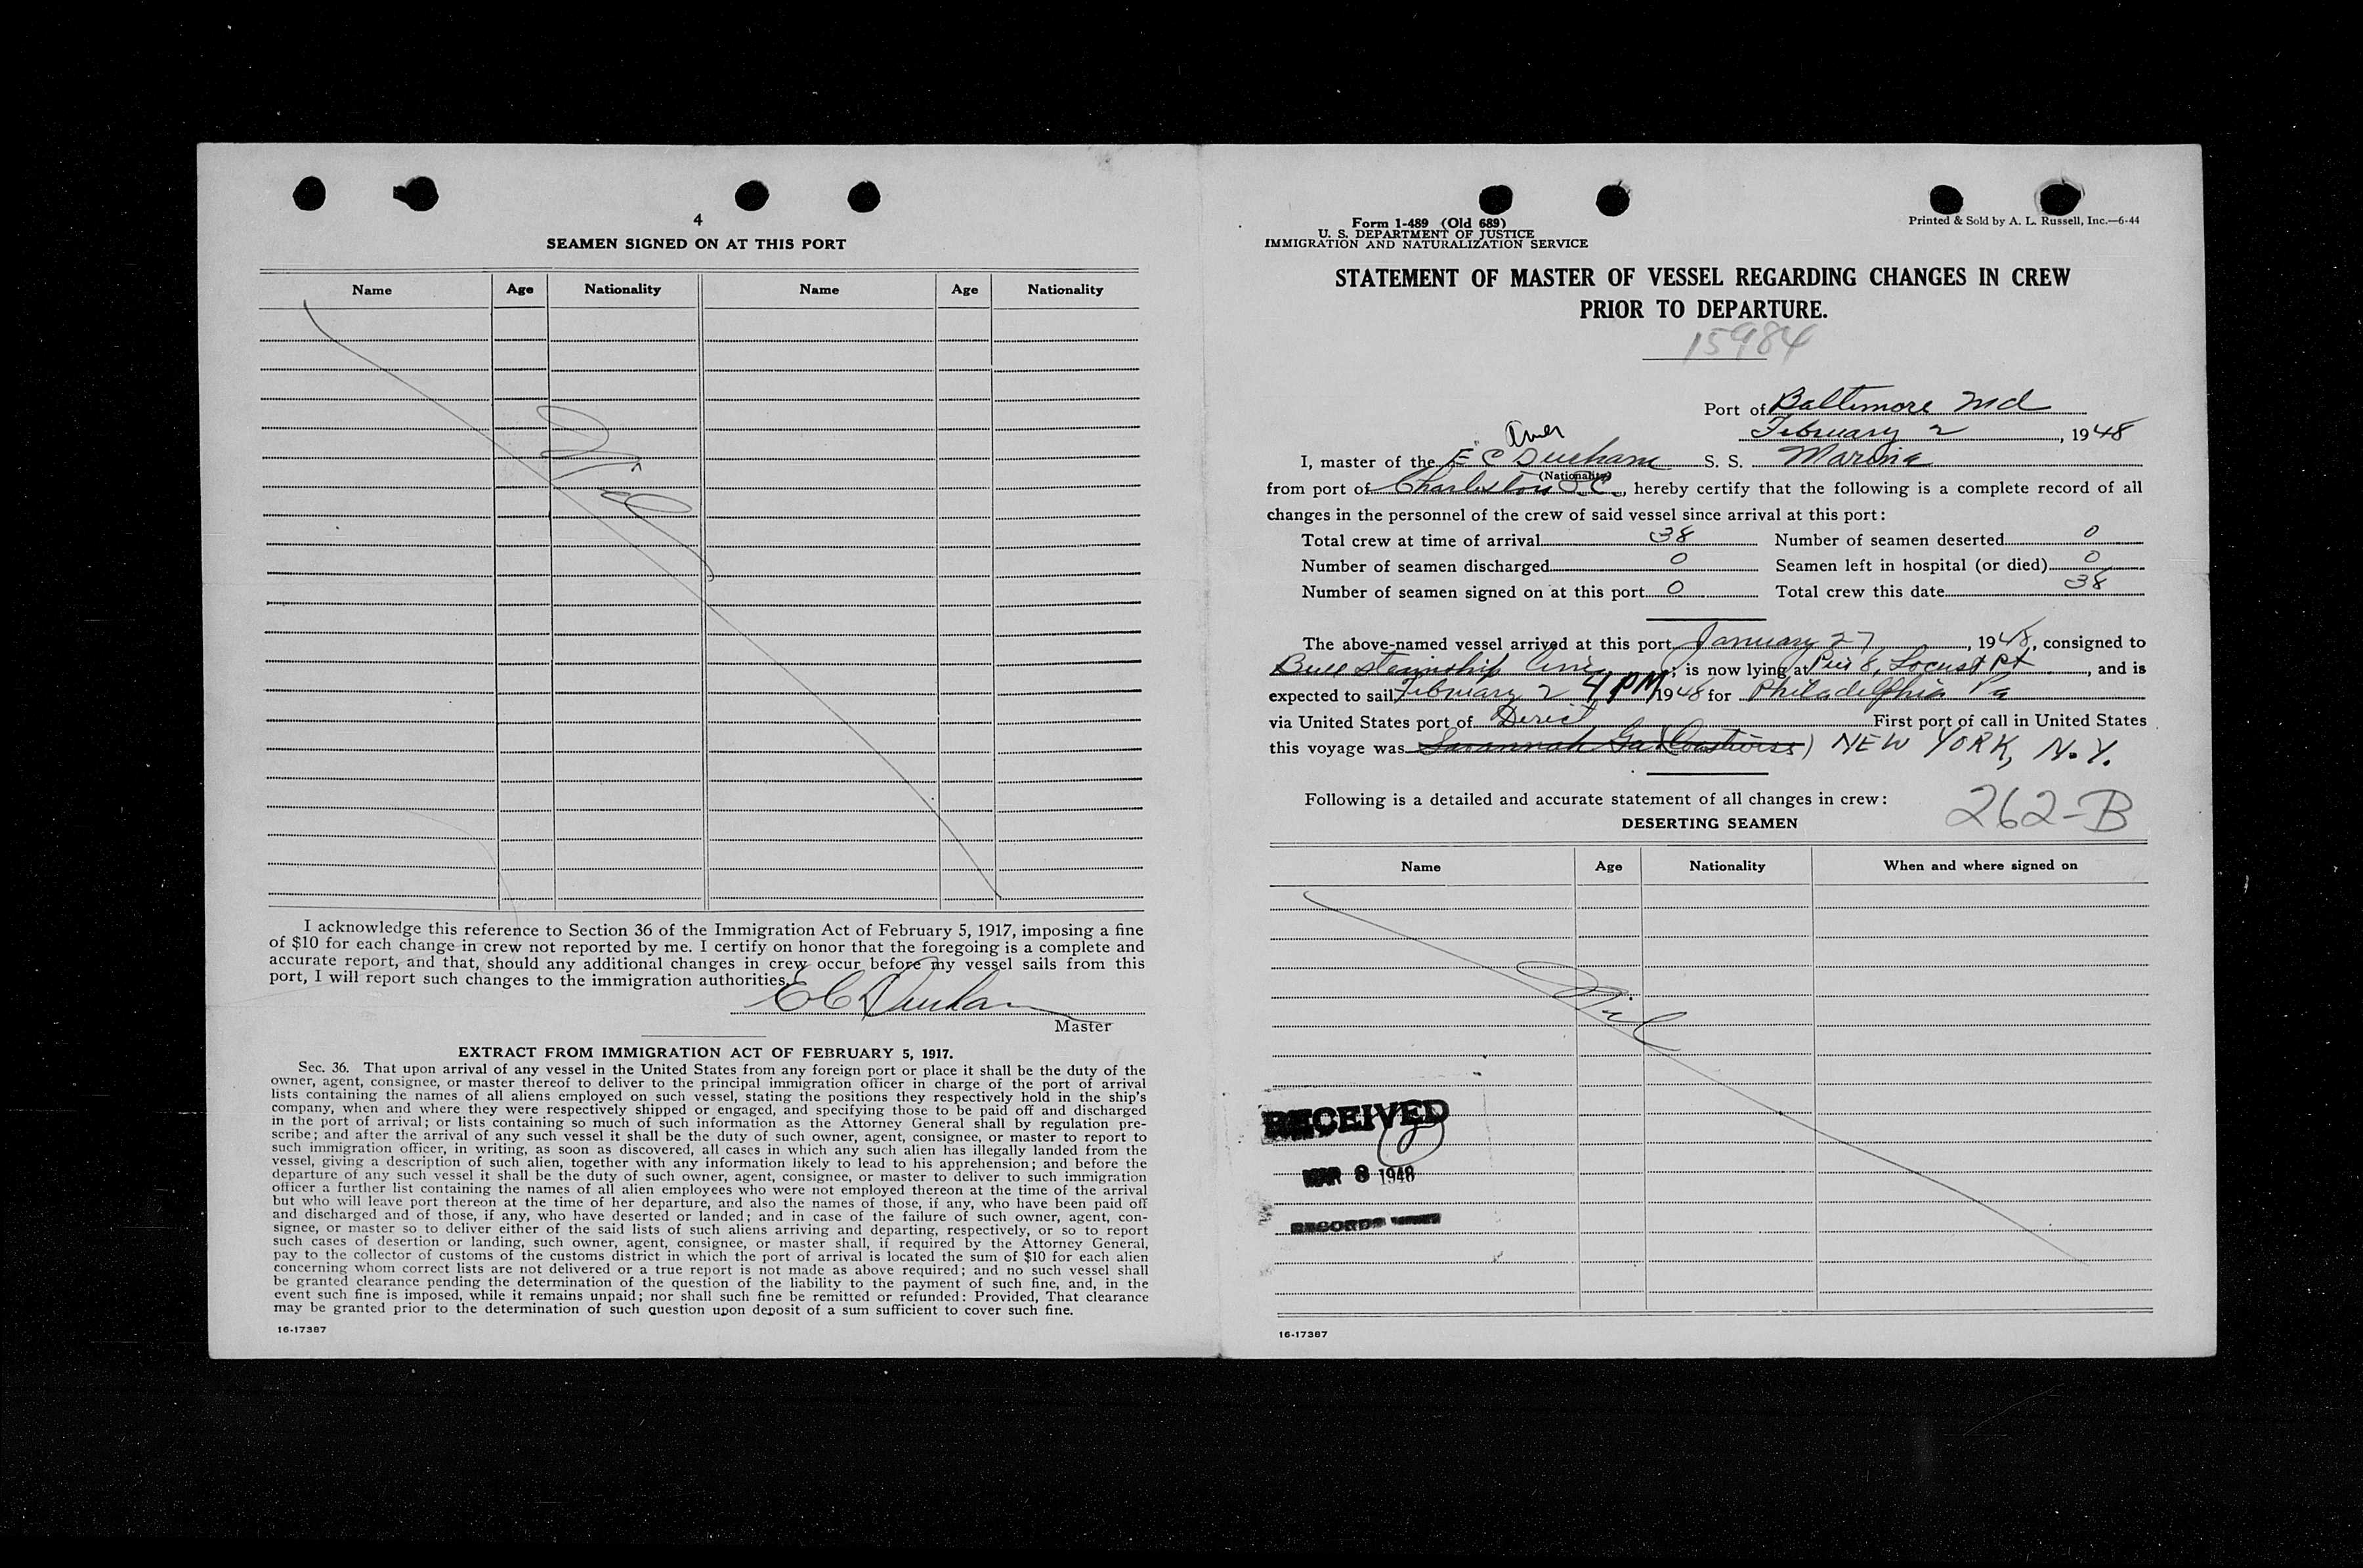 4
SEAMEN SIGNED ON AT THIS PORT
Name Age Nationality Name Age Nationality
Nil
I acknowledge this reference to Section 36 of the Immigration Act of February 5, 1917, imposing a fine
of $10 for each change in crew not reported by me. I certify on honor that the foregoing is a complete and
accurate report, and that, should any additional changes in crew occur before my vessel sails from this
port, I will report such changes to the immigration authorities.
E C Durham
Master
EXTRACT FROM IMMIGRATION ACT OF FEBRUARY 5, 1917.
Sec. 36. That upon arrival of any vessel in the United States from any foreign port or place it shall be the duty of the
owner, agent, consignee, or master thereof to deliver to the principal immigration officer in charge of the port of arrival
lists containing the names of all aliens employed on such vessel, stating the positions they respectively hold in the ship's
company, when and where they were respectively shipped or engaged, and specifying those to be paid off and discharged
in the port of arrival; or lists containing so much of such information as the Attorney General shall by regulation pre-
scribe; and after the arrival of any such vessel it shall be the duty of such owner, agent, consignee, or master to report to
such immigration officer, in writing, as soon as discovered, all cases in which any such alien has illegally landed from the
vessel, giving a description of such alien, together with any information likely to lead to his apprehension; and before the
departure of any such vessel it shall be the duty of such owner, agent, consignee, or master to deliver to such immigration
officer a further list containing the names of all alien employees who were not employed thereon at the time of the arrival
but who will leave port thereon at the time of her departure, and also the names of those, if any, who have been paid off
and discharged and of those, if any, who have deserted or landed; and in case of the failure of such owner, agent, con-
signee, or master so to deliver either of the said lists of such aliens arriving and departing, respectively, or so to report
such cases of desertion or landing, such owner, agent, consignee, or master shall, if required by the Attorney General,
pay to the collector of customs of the customs district in which the port of arrival is located the sum of $10 for each alien
concerning whom correct lists are not delivered or a true report is not made as above required; and no such vessel shall
be granted clearance pending the determination of the question of the liability to the payment of such fine, and, in the
event such fine is imposed, while it remains unpaid; nor shall such fine be remitted or refunded: Provided, That clearance
may be granted prior to the determination of such question upon deposit of a sum sufficient to cover such fine.
16-17387
Form 1-489 (Old 689)
U. S. DEPARTMENT OF JUSTICE
IMMIGRATION AND NATURALIZATION SERVICE
Printed & Sold by A. L. Russell, Inc.—6-44
STATEMENT OF MASTER OF VESSEL REGARDING CHANGES IN CREW
PRIOR TO DEPARTURE.
15984
Port of Baltimore Md
February 2, 1948
Amer
I, master of the E C Durham S. S. Marina
(Nationality)
from port of Charleston S.C., hereby certify that the following is a complete record of all
changes in the personnel of the crew of said vessel since arrival at this port:
Total crew at time of arrival 38 Number of seamen deserted 0
Number of seamen discharged 0 Seamen left in hospital (or died) 0
Number of seamen signed on at this port 0 Total crew this date 38
The above-named vessel arrived at this port January 27, 1948, consigned to
Bull Steamship Line; is now lying at Pier 8, Locust Pt, and is
expected to sail February 2 4 PM 1948 for Philadelphia Pa
via United States port of Direct First port of call in United States
this voyage was Savannah Ga (Coastwise) NEW YORK, N.Y.
Following is a detailed and accurate statement of all changes in crew:
262-B
DESERTING SEAMEN
Name Age Nationality When and where signed on
Nil
RECEIVED
MAR 8 1948
RECORDS
16-17387